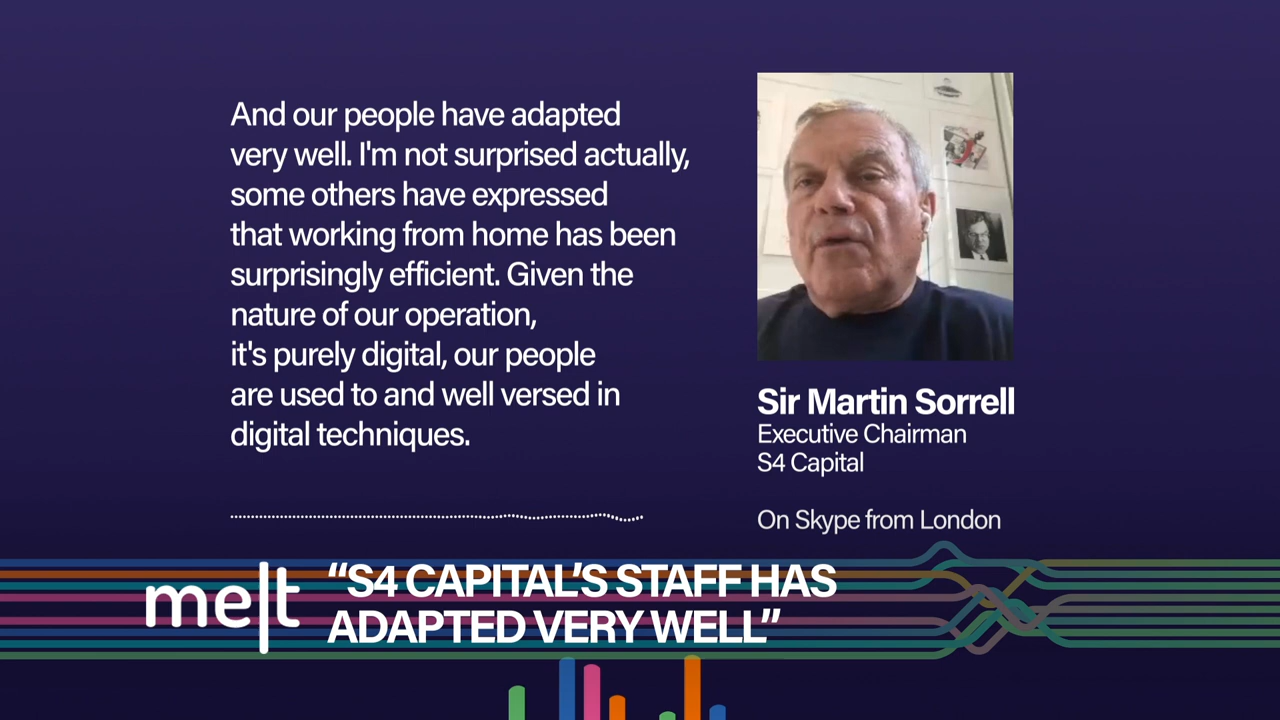 And our people have adapted
very well. I'm not surprised actually,
some others have expressed
that working from home has been
surprisingly efficient. Given the
nature of our operation,
it's purely digital, our people
are used to and well versed in
digital techniques.
Sir Martin Sorrell
Executive Chairman
S4 Capital
On Skype from London
melt
“S4 CAPITAL’S STAFF HAS
ADAPTED VERY WELL”